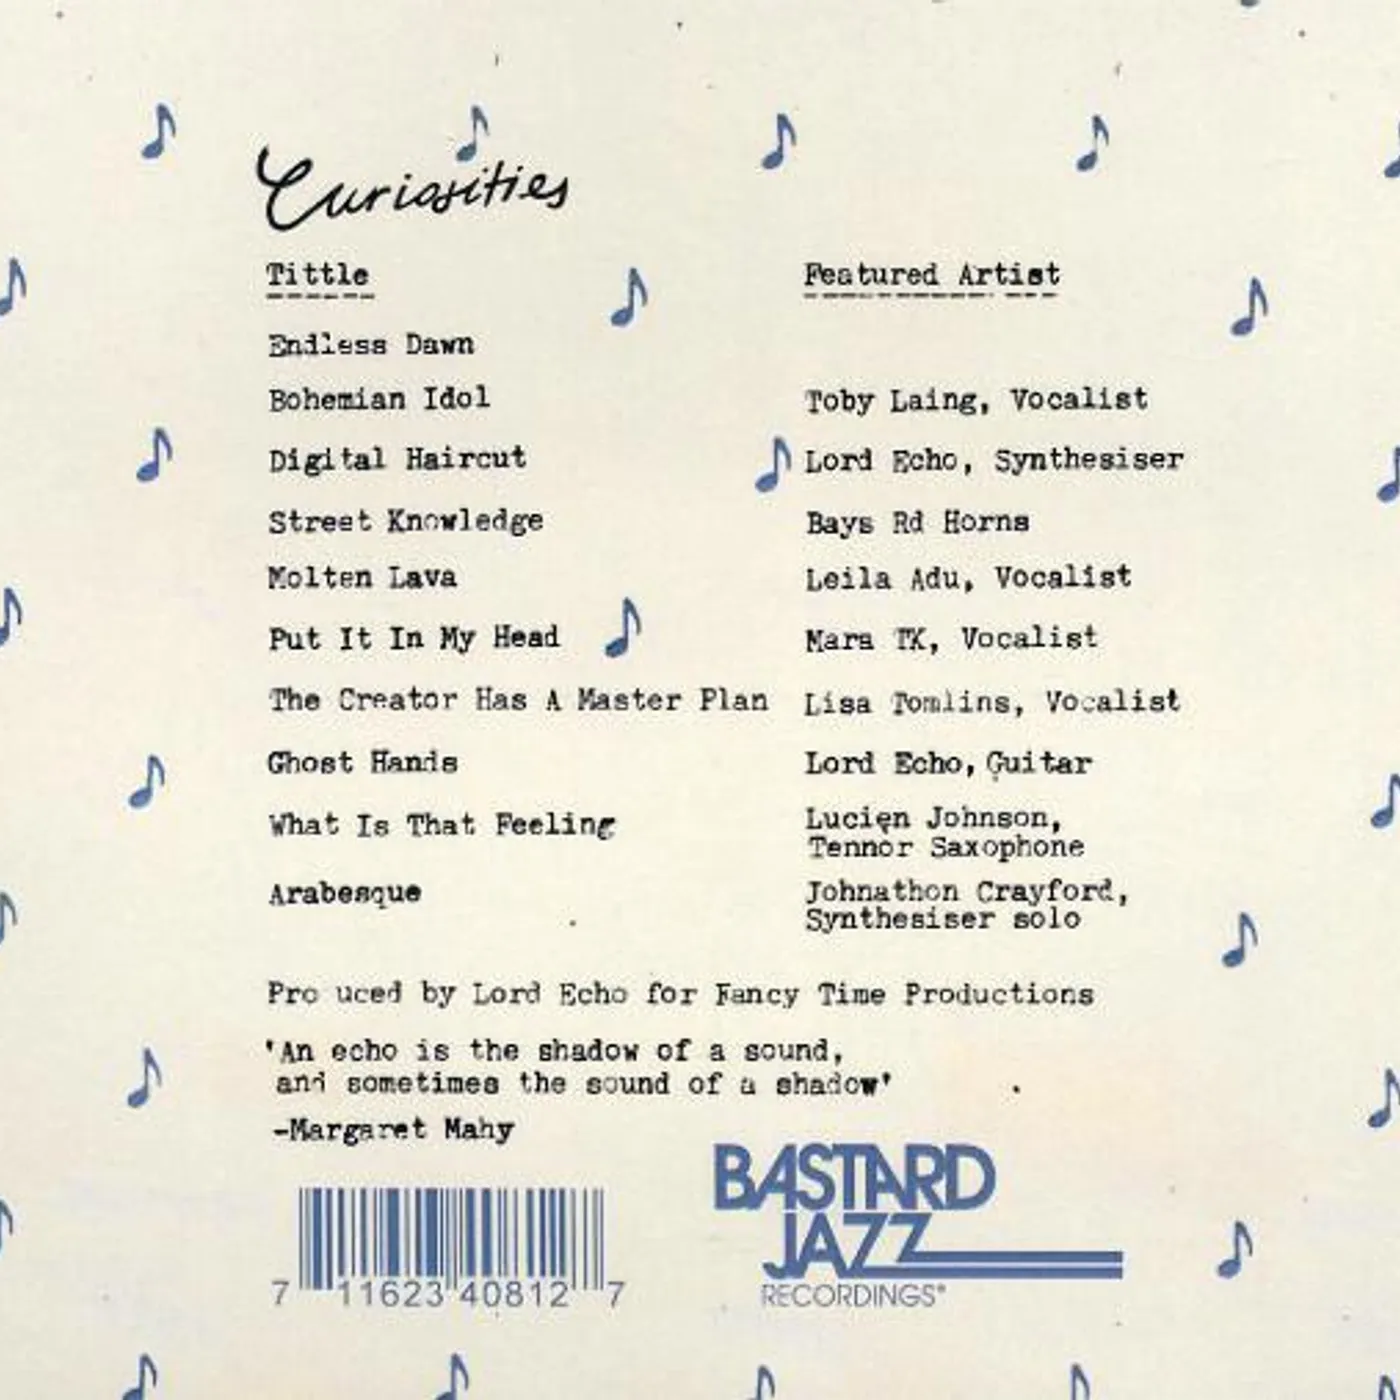 Curiosities
Tittle Featured Artist
Endless Dawn
Bohemian Idol Toby Laing, Vocalist
Digital Haircut Lord Echo, Synthesiser
Street Knowledge Bays Rd Horns
Molten Lava Leila Adu, Vocalist
Put It In My Head Mara TK, Vocalist
The Creator Has A Master Plan Lisa Tomlins, Vocalist
Ghost Hands Lord Echo, Guitar
What Is That Feeling Lucien Johnson,
Tennor Saxophone
Arabesque Johnathon Crayford,
Synthesiser solo
Pro uced by Lord Echo for Fancy Time Productions
'An echo is the shadow of a sound,
and sometimes the sound of a shadow'
-Margaret Mahy
BASTARD
JAZZ
RECORDINGS®
7 11623 40812 7